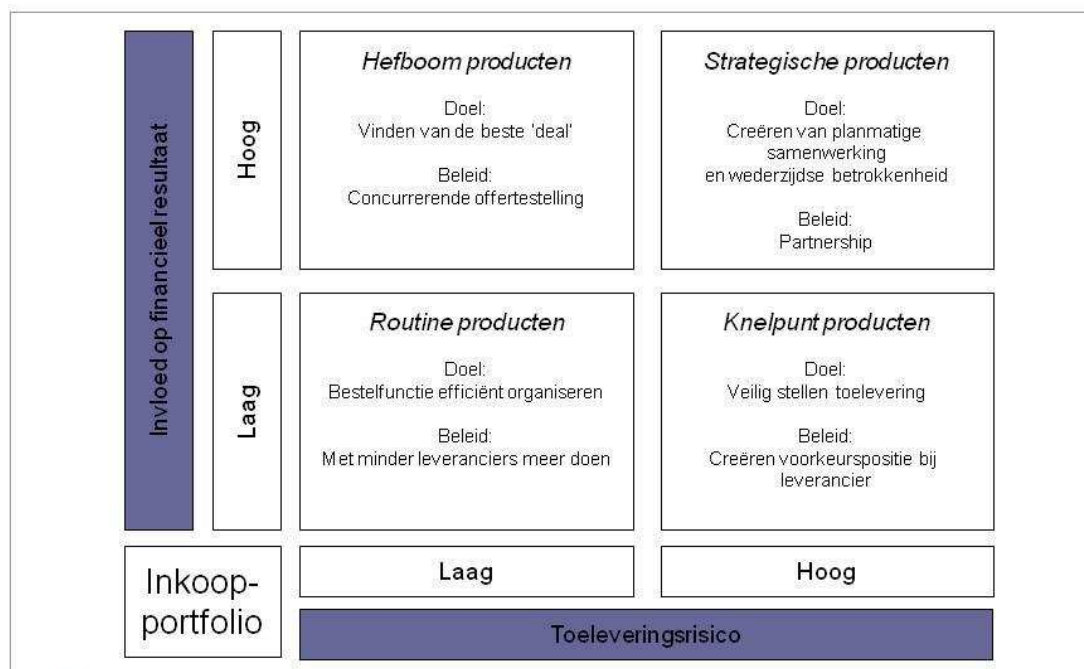 Invloed op financieel resultaat
Hoog
Hefboom producten
Doel:
Vinden van de beste 'deal'
Beleid:
Concurrerende offertestelling
Strategische producten
Doel:
Creëren van planmatige
samenwerking
en wederzijdse betrokkenheid
Beleid:
Partnership
Laag
Routine producten
Doel:
Bestelfunctie efficiënt organiseren
Beleid:
Met minder leveranciers meer doen
Knelpunt producten
Doel:
Veilig stellen toelevering
Beleid:
Creëren voorkeurspositie bij
leverancier
Inkoop-
portfolio
Laag
Hoog
Toeleveringsrisico